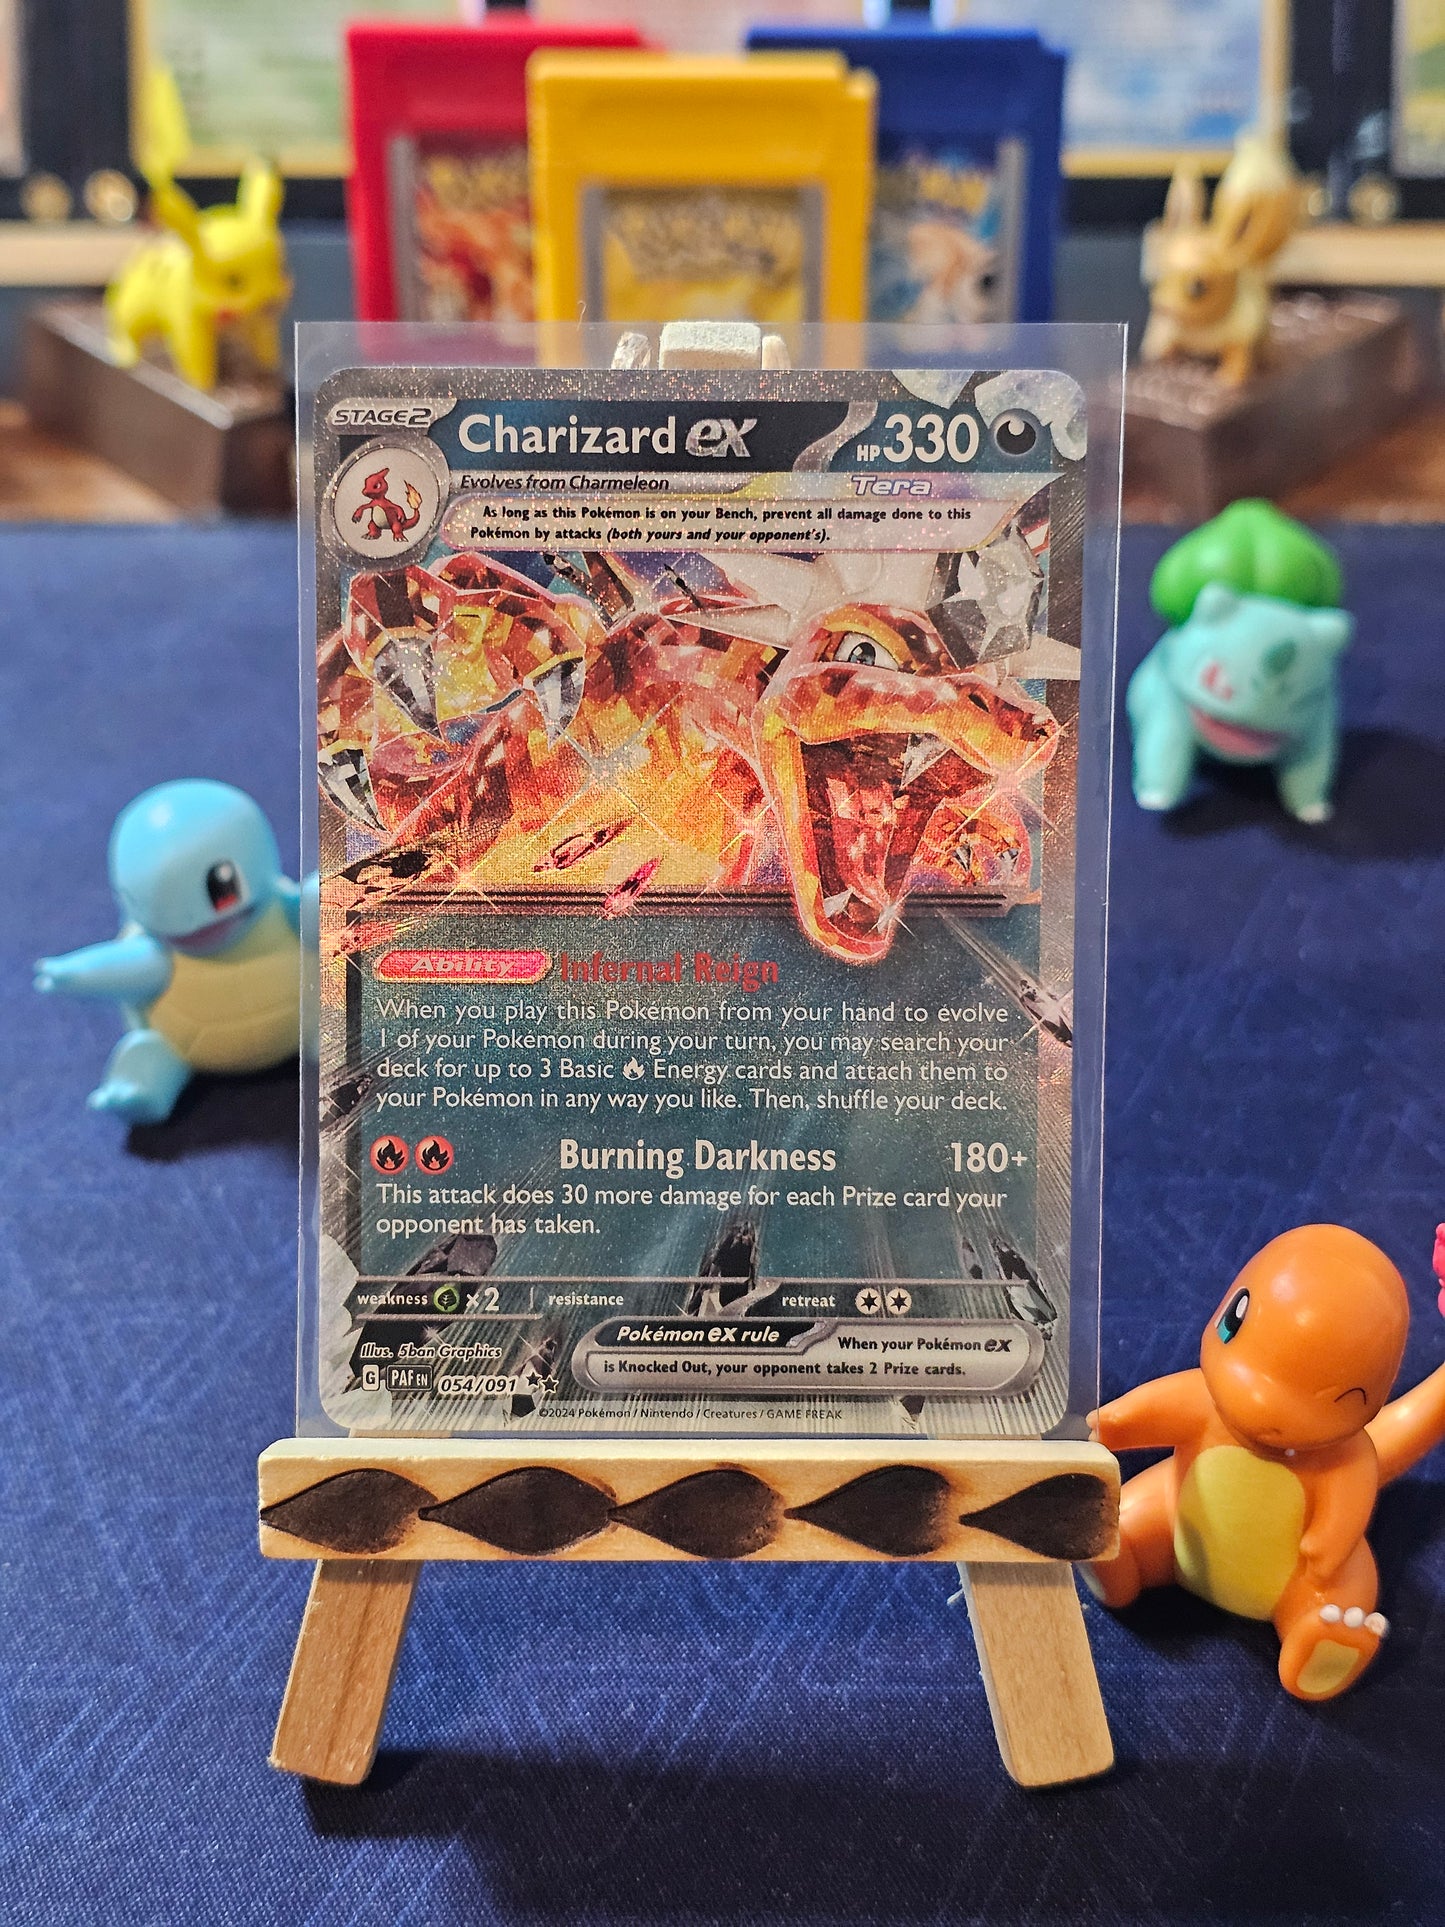 STAGE2
Charizard ex
HP330
Evolves from Charmeleon
Tera
As long as this Pokémon is on your Bench, prevent all damage done to this
Pokémon by attacks (both yours and your opponent's).
Ability Infernal Reign
When you play this Pokémon from your hand to evolve
1 of your Pokémon during your turn, you may search your
deck for up to 3 Basic Energy cards and attach them to
your Pokémon in any way you like. Then, shuffle your deck.
Burning Darkness 180+
This attack does 30 more damage for each Prize card your
opponent has taken.
weakness ×2 resistance retreat
Illus. 5ban Graphics
Pokémon ex rule
When your Pokémon ex
is Knocked Out, your opponent takes 2 Prize cards.
G PAF EN 054/091
©2024 Pokémon / Nintendo / Creatures / GAME FREAK